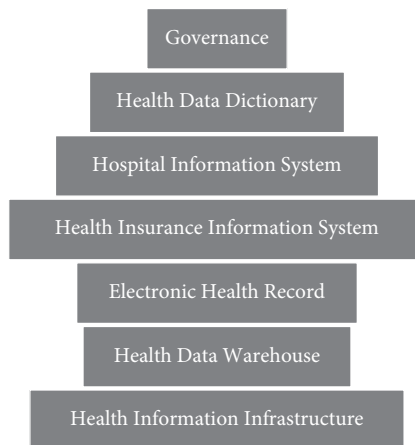 Governance
Health Data Dictionary
Hospital Information System
Health Insurance Information System
Electronic Health Record
Health Data Warehouse
Health Information Infrastructure